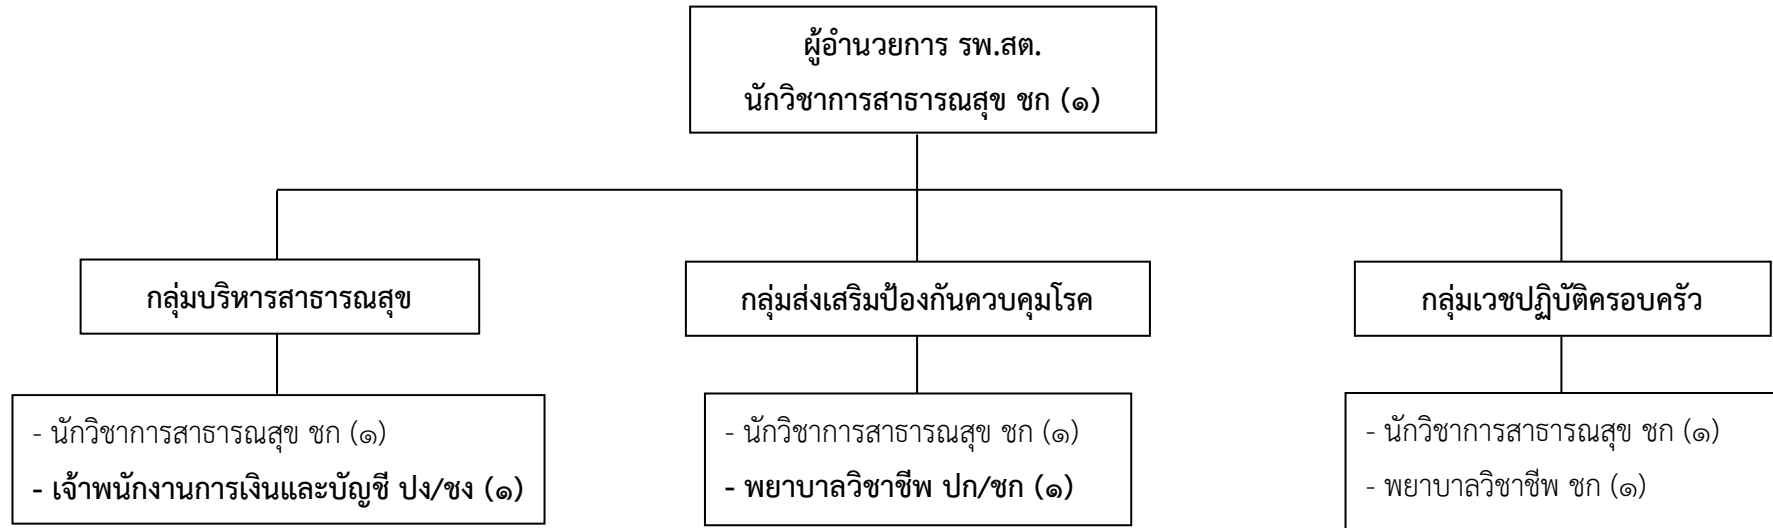 ผู้อำนวยการ รพ.สต.
นักวิชาการสาธารณสุข ชก (๑)
กลุ่มบริหารสาธารณสุข
กลุ่มส่งเสริมป้องกันควบคุมโรค
กลุ่มเวชปฏิบัติครอบครัว
- นักวิชาการสาธารณสุข ชก (๑)
- เจ้าพนักงานการเงินและบัญชี ปง/ชง (๑)
- นักวิชาการสาธารณสุข ชก (๑)
- พยาบาลวิชาชีพ ปก/ชก (๑)
- นักวิชาการสาธารณสุข ชก (๑)
- พยาบาลวิชาชีพ ชก (๑)